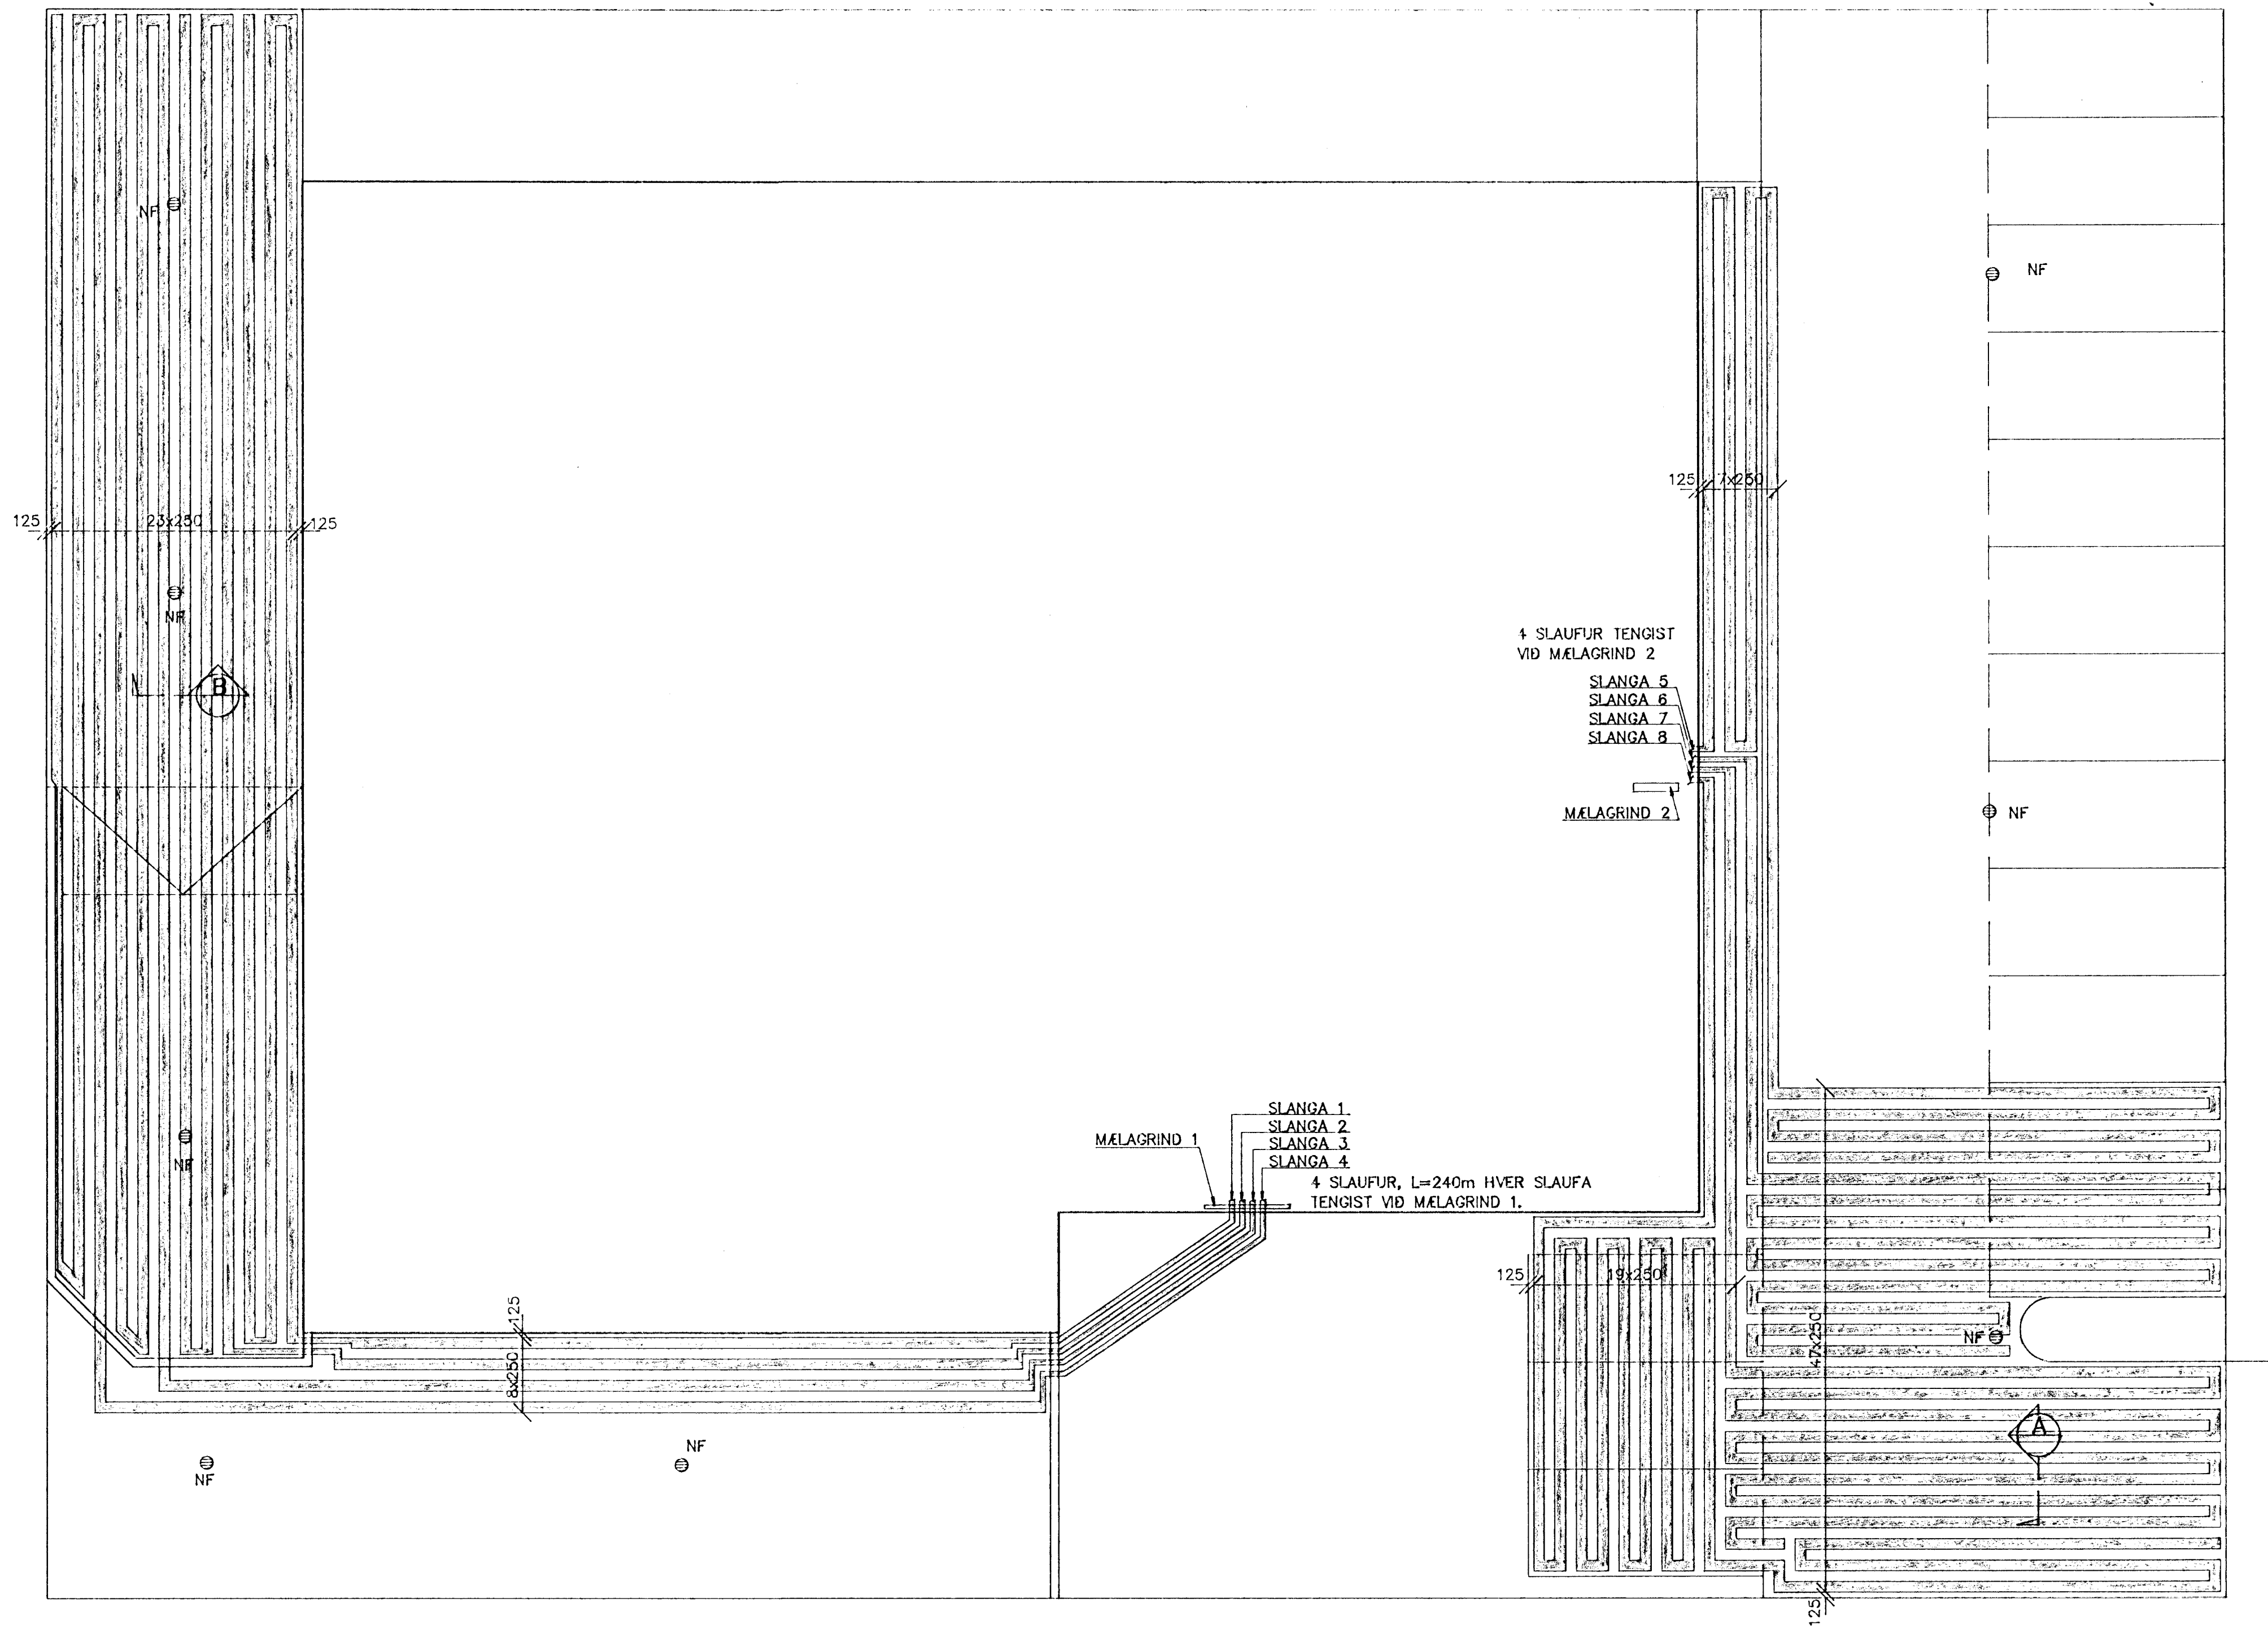 NF
NF
125
23x250
125
125
7x250
NF
B
4 SLAUFUR TENGIST
VIÐ MÆLAGRIND 2
SLANGA 5
SLANGA 6
SLANGA 7
SLANGA 8
MÆLAGRIND 2
NF
SLANGA 1
SLANGA 2
SLANGA 3
SLANGA 4
MÆLAGRIND 1
4 SLAUFUR, L=240m HVER SLAUFA
TENGIST VIÐ MÆLAGRIND 1.
NF
125
19x250
125
8x250
47x250
NF
A
NF
NF
125